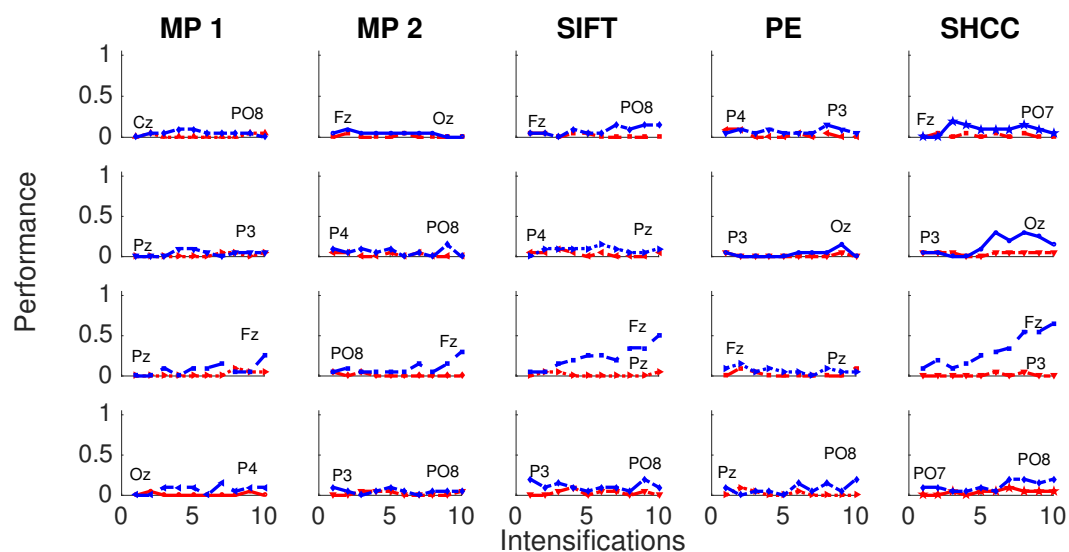 MP 1 MP 2 SIFT PE SHCC
1
0.5
0
Cz PO8 Fz Oz Fz PO8 P4 P3 Fz PO7
1
0.5
0
Pz P3 P4 PO8 P4 Pz P3 Oz P3 Oz
Performance
1
0.5
0
Pz Fz PO8 Fz Fz Pz Fz Pz Fz P3
1
0.5
0
Oz P4 P3 PO8 P3 PO8 Pz PO8 PO7 PO8
0 5 10 0 5 10 0 5 10 0 5 10 0 5 10
Intensifications